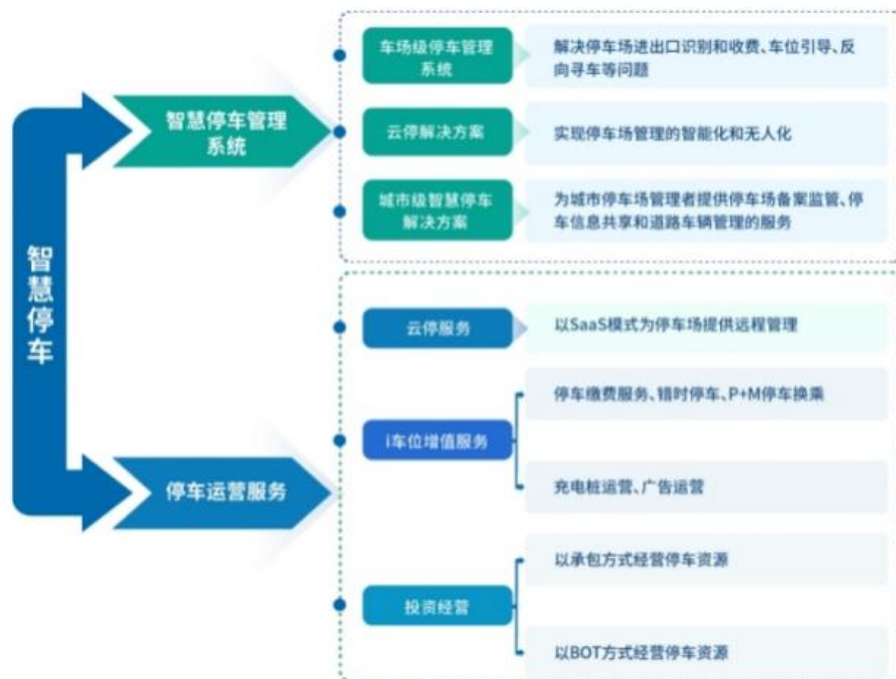 智慧停车
智慧停车管理
系统
车场级停车管理
系统
解决停车场进出口识别和收费、车位引导、反
向寻车等问题
云停解决方案
实现停车场管理的智能化和无人化
城市级智慧停车
解决方案
为城市停车场管理者提供停车场备案监管、停
车信息共享和道路车辆管理的服务
停车运营服务
云停服务
以SaaS模式为停车场提供远程管理
i车位增值服务
停车缴费服务、错时停车、P+M停车换乘
充电桩运营、广告运营
投资经营
以承包方式经营停车资源
以BOT方式经营停车资源